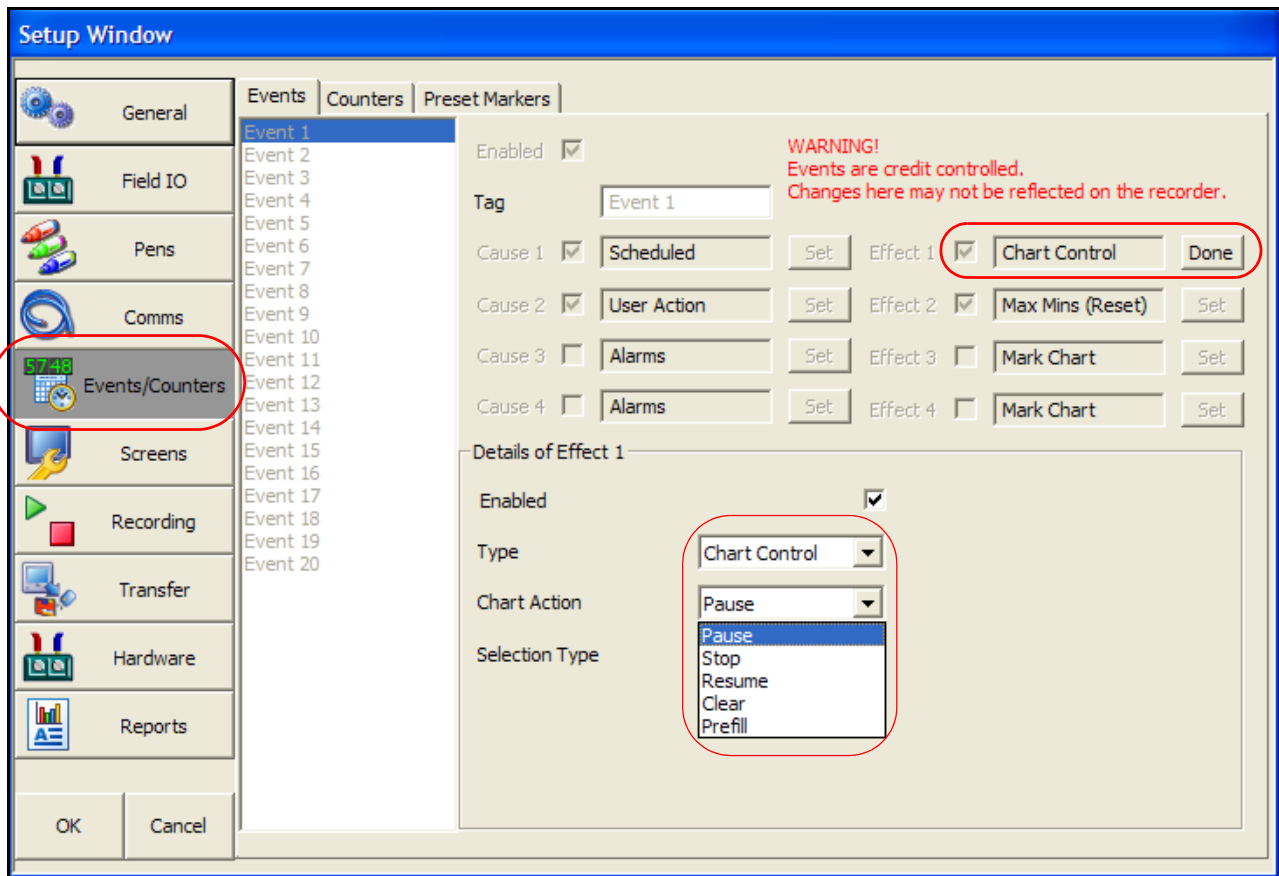 Setup Window
General
Field IO
Pens
Comms
5748
Events/Counters
Screens
Recording
Transfer
Hardware
Reports
OK
Cancel
Events
Counters
Preset Markers
Event 1
Event 2
Event 3
Event 4
Event 5
Event 6
Event 7
Event 8
Event 9
Event 10
Event 11
Event 12
Event 13
Event 14
Event 15
Event 16
Event 17
Event 18
Event 19
Event 20
Enabled
WARNING!
Events are credit controlled.
Changes here may not be reflected on the recorder.
Tag Event 1
Cause 1 Scheduled Set Effect 1 Chart Control Done
Cause 2 User Action Set Effect 2 Max Mins (Reset) Set
Cause 3 Alarms Set Effect 3 Mark Chart Set
Cause 4 Alarms Set Effect 4 Mark Chart Set
Details of Effect 1
Enabled
Type Chart Control
Chart Action Pause
Selection Type
Pause
Stop
Resume
Clear
Prefill